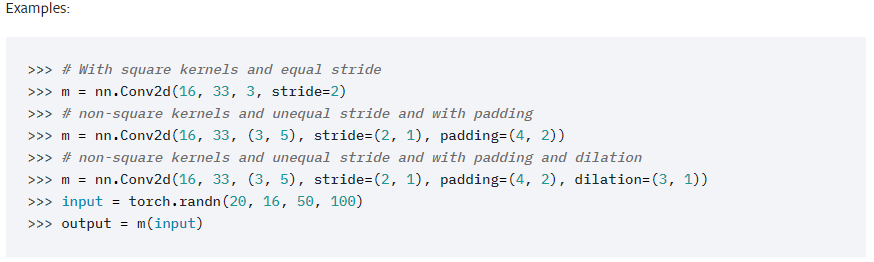 Examples:
>>> # With square kernels and equal stride
>>> m = nn.Conv2d(16, 33, 3, stride=2)
>>> # non-square kernels and unequal stride and with padding
>>> m = nn.Conv2d(16, 33, (3, 5), stride=(2, 1), padding=(4, 2))
>>> # non-square kernels and unequal stride and with padding and dilation
>>> m = nn.Conv2d(16, 33, (3, 5), stride=(2, 1), padding=(4, 2), dilation=(3, 1))
>>> input = torch.randn(20, 16, 50, 100)
>>> output = m(input)